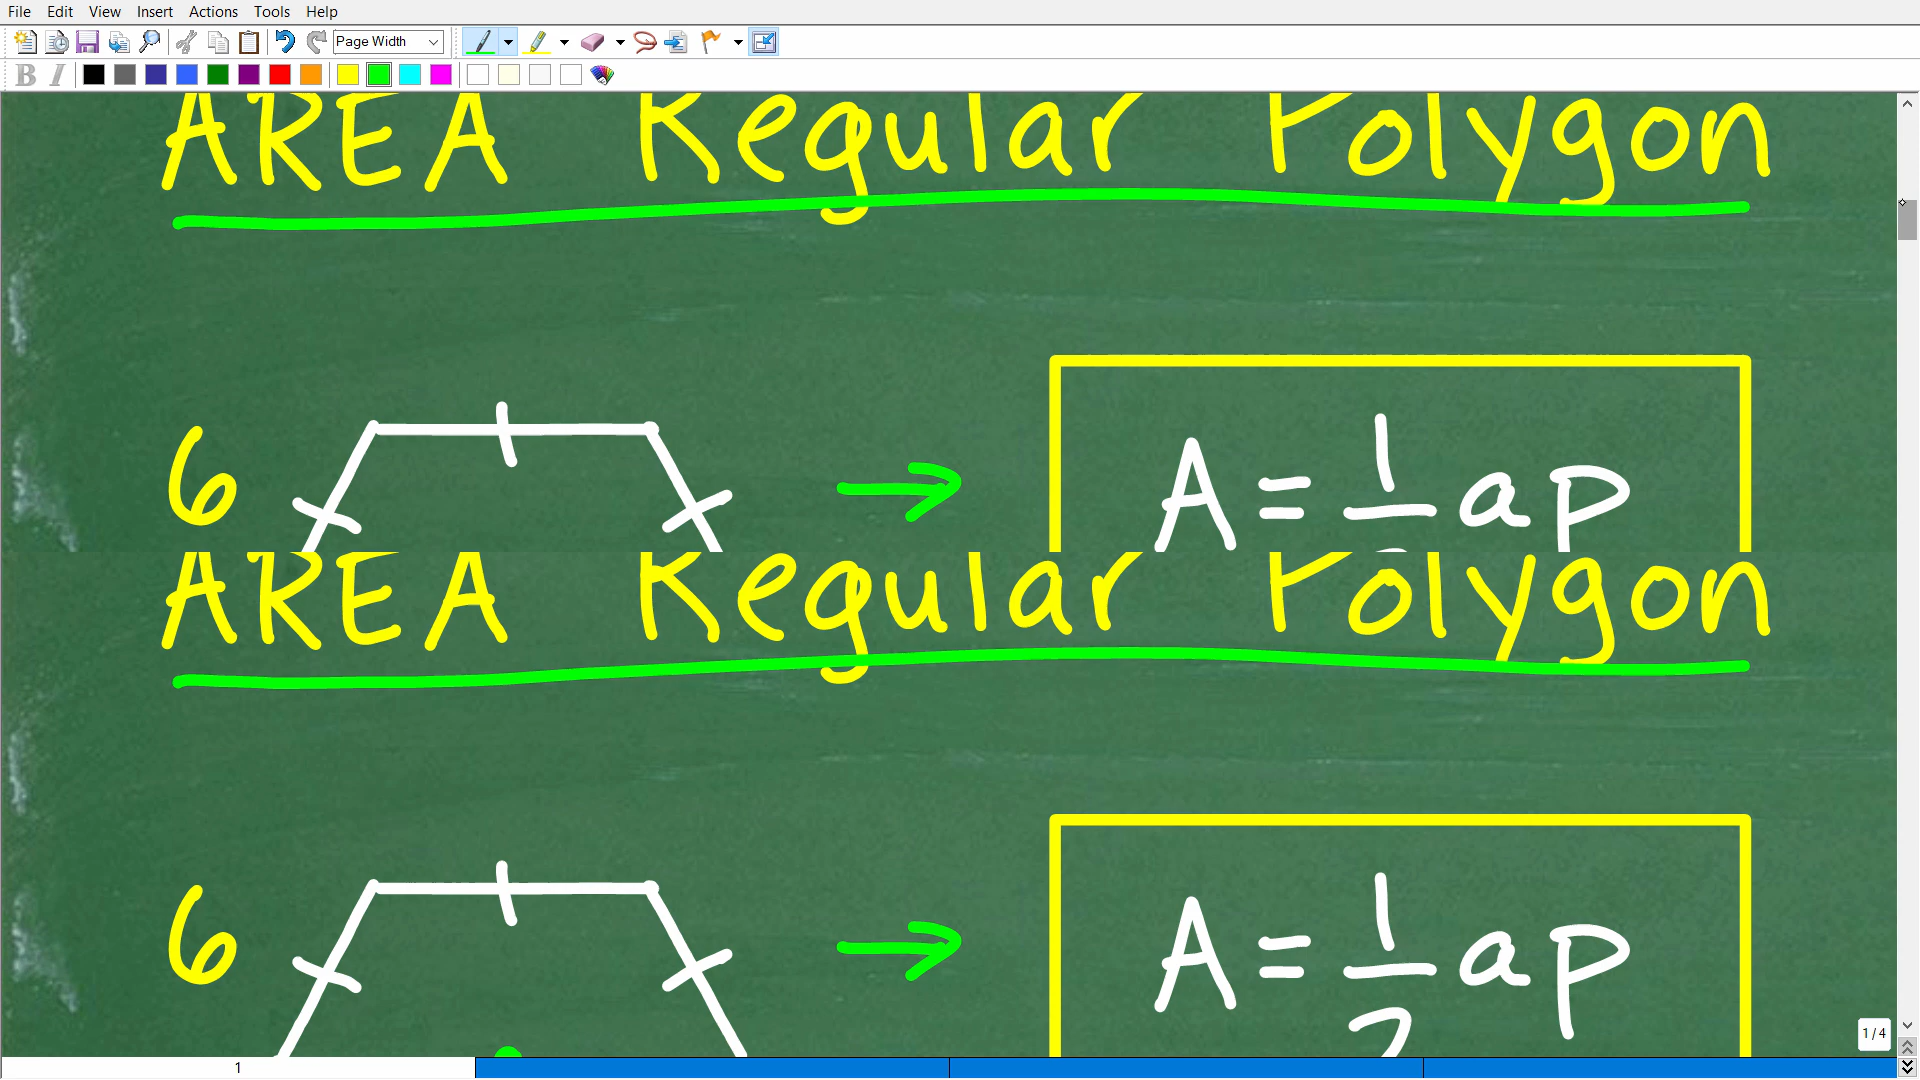 File Edit View Insert Actions Tools Help
Page Width
B I
AREA Regular Polygon
6
A = 1/ ap
AREA Regular Polygon
6
A = 1/2 ap
1 / 4
1